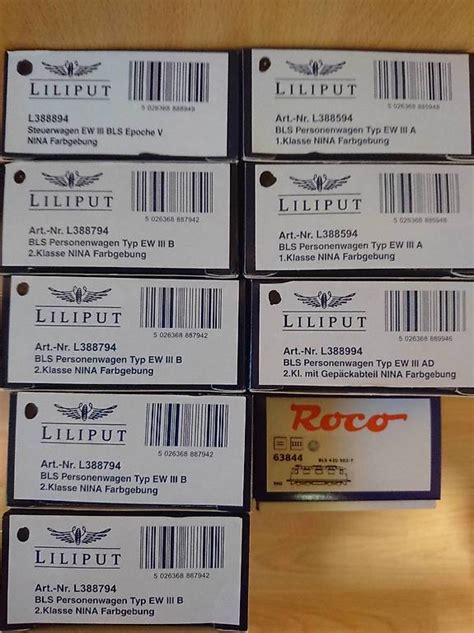 LILIPUT
5 026368 888949
L388894
Steuerwagen EW III BLS Epoche V
NINA Farbgebung
LILIPUT
5 026368 887942
Art.-Nr. L388794
BLS Personenwagen Typ EW III B
2.Klasse NINA Farbgebung
LILIPUT
5 026368 887942
Art.-Nr. L388794
BLS Personenwagen Typ EW III B
2.Klasse NINA Farbgebung
LILIPUT
5 026368 887942
Art.-Nr. L388794
BLS Personenwagen Typ EW III B
2.Klasse NINA Farbgebung
LILIPUT
5 026368 887942
Art.-Nr. L388794
BLS Personenwagen Typ EW III B
2.Klasse NINA Farbgebung
LILIPUT
5 026368 885948
Art.-Nr. L388594
BLS Personenwagen Typ EW III A
1.Klasse NINA Farbgebung
LILIPUT
5 026368 885948
Art.-Nr. L388594
BLS Personenwagen Typ EW III A
1.Klasse NINA Farbgebung
LILIPUT
5 026368 889946
Art.-Nr. L388994
BLS Personenwagen Typ EW III AD
2.Kl. mit Gepäckabteil NINA Farbgebung
Roco
63844
BLS